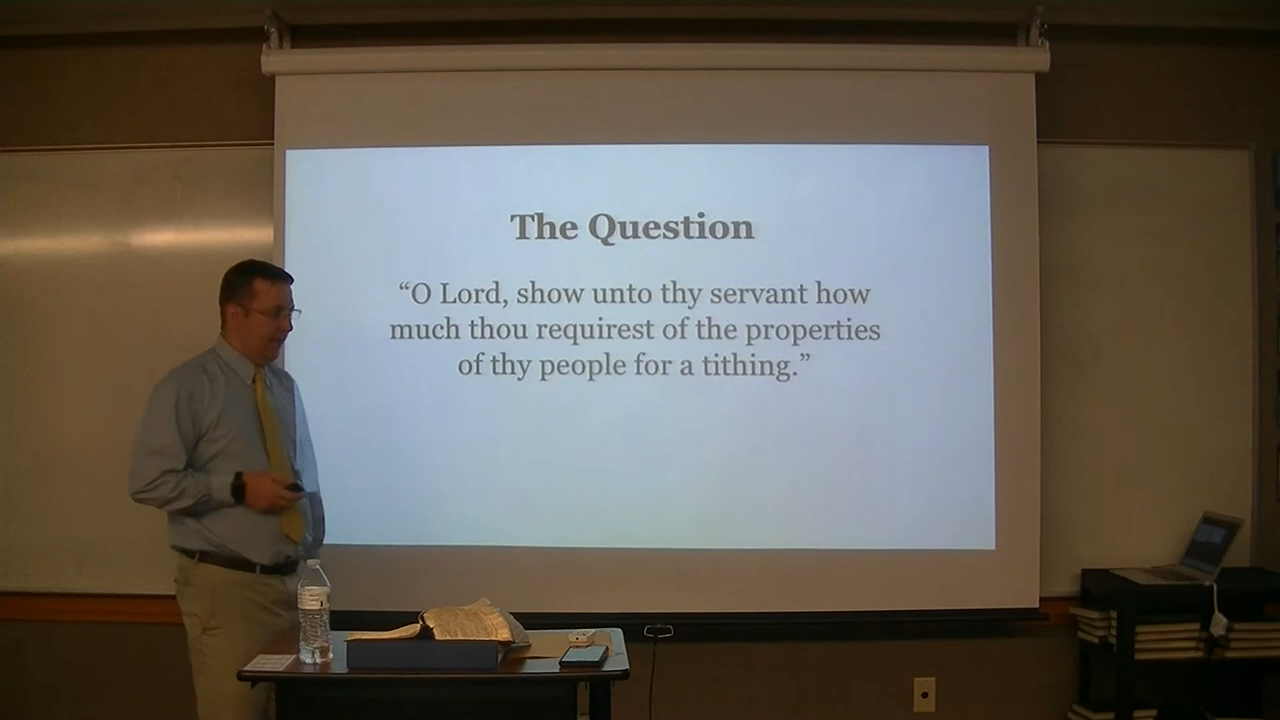 The Question
“O Lord, show unto thy servant how
much thou requirest of the properties
of thy people for a tithing.”